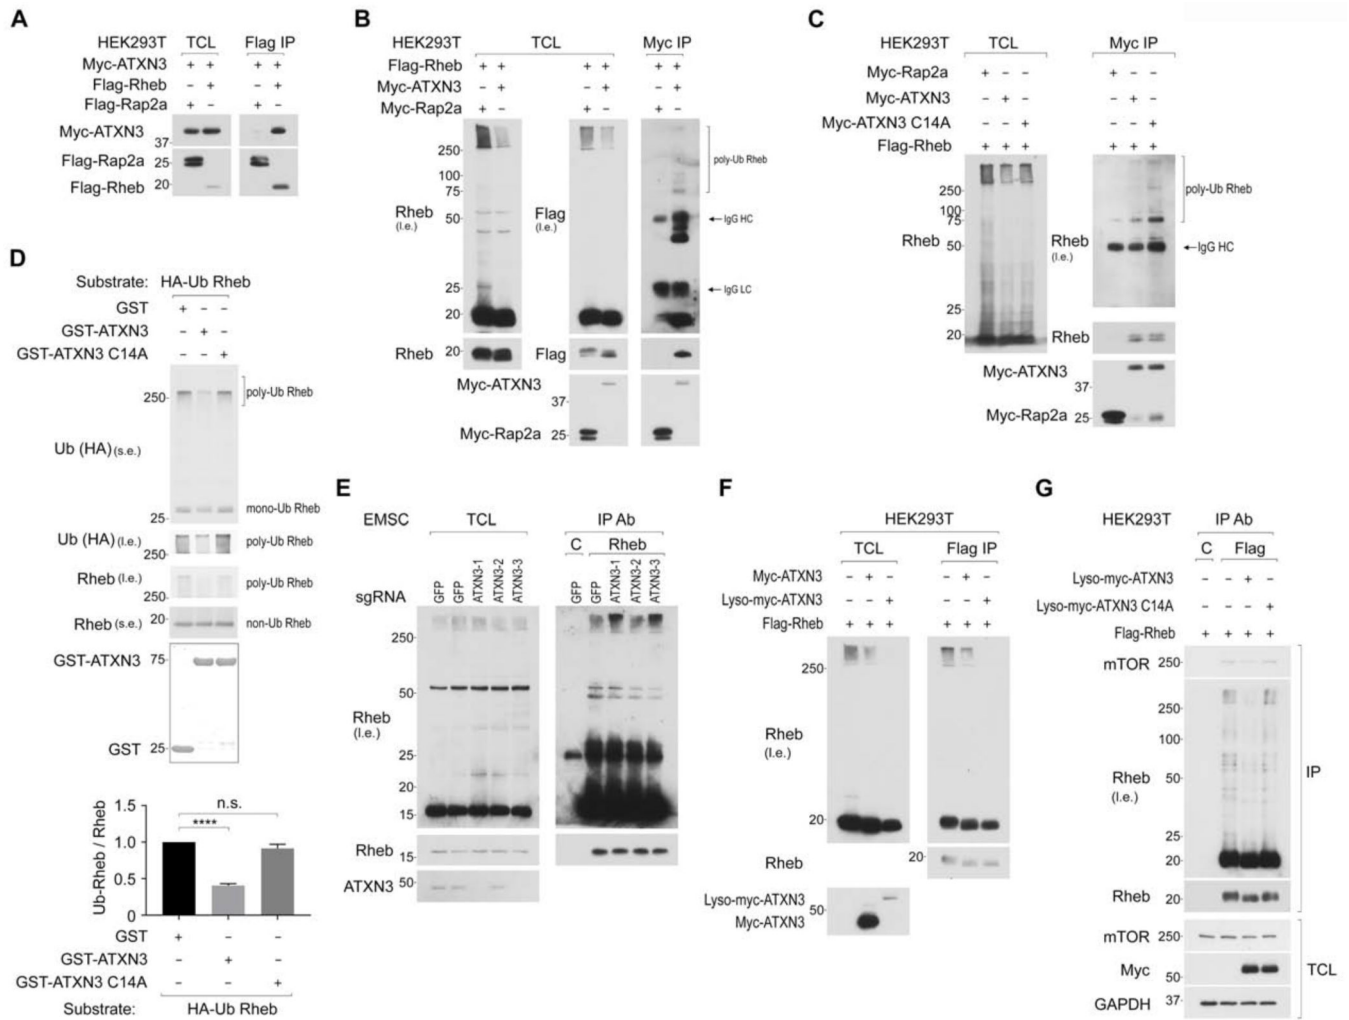 A
HEK293T TCL Flag IP
Myc-ATXN3 + + + +
Flag-Rheb – + – +
Flag-Rap2a + – + –
Myc-ATXN3
37
Flag-Rap2a 25
Flag-Rheb 20
B
HEK293T TCL Myc IP
Flag-Rheb + + + + + +
Myc-ATXN3 – + – + – +
Myc-Rap2a + – + – + –
250
150
100
75
50
25
20
Rheb
(l.e.)
Flag
(l.e.)
poly-Ub Rheb
IgG HC
IgG LC
Rheb 20 Flag
Myc-ATXN3
37
Myc-Rap2a 25
C
HEK293T TCL Myc IP
Myc-Rap2a + – – + – –
Myc-ATXN3 – + – – + –
Myc-ATXN3 C14A – – + – – +
Flag-Rheb + + + + + +
250
100
75
Rheb 50
25
20
Rheb
(l.e.)
poly-Ub Rheb
IgG HC
Rheb
Myc-ATXN3
37
Myc-Rap2a 25
D
Substrate: HA-Ub Rheb
GST + – –
GST-ATXN3 – + –
GST-ATXN3 C14A – – +
250 poly-Ub Rheb
Ub (HA) (s.e.)
mono-Ub Rheb
25
Ub (HA) (l.e.) poly-Ub Rheb
250
Rheb (l.e.) poly-Ub Rheb
250
20
Rheb (s.e.) non-Ub Rheb
GST-ATXN3 75
GST 25
1.5
1.0
0.5
0
Ub-Rheb / Rheb
n.s.
****
GST + – –
GST-ATXN3 – + –
GST-ATXN3 C14A – – +
Substrate: HA-Ub Rheb
E
EMSC TCL IP Ab
C Rheb
sgRNA GFP GFP ATXN3-1 ATXN3-2 ATXN3-3 GFP GFP ATXN3-1 ATXN3-2 ATXN3-3
250
50
Rheb
(l.e.)
25
20
15
Rheb 15
ATXN3 50
F
HEK293T
TCL Flag IP
Myc-ATXN3 – + – – + –
Lyso-myc-ATXN3 – – + – – +
Flag-Rheb + + + + + +
250
Rheb
(l.e.)
20
Rheb 20
Lyso-myc-ATXN3
50
Myc-ATXN3
G
HEK293T IP Ab
C Flag
Lyso-myc-ATXN3 – – + –
Lyso-myc-ATXN3 C14A – – – +
Flag-Rheb + + + +
mTOR 250
250
100
Rheb 50
(l.e.)
25
20
IP
Rheb 20
mTOR 250
Myc 50
TCL
GAPDH 37